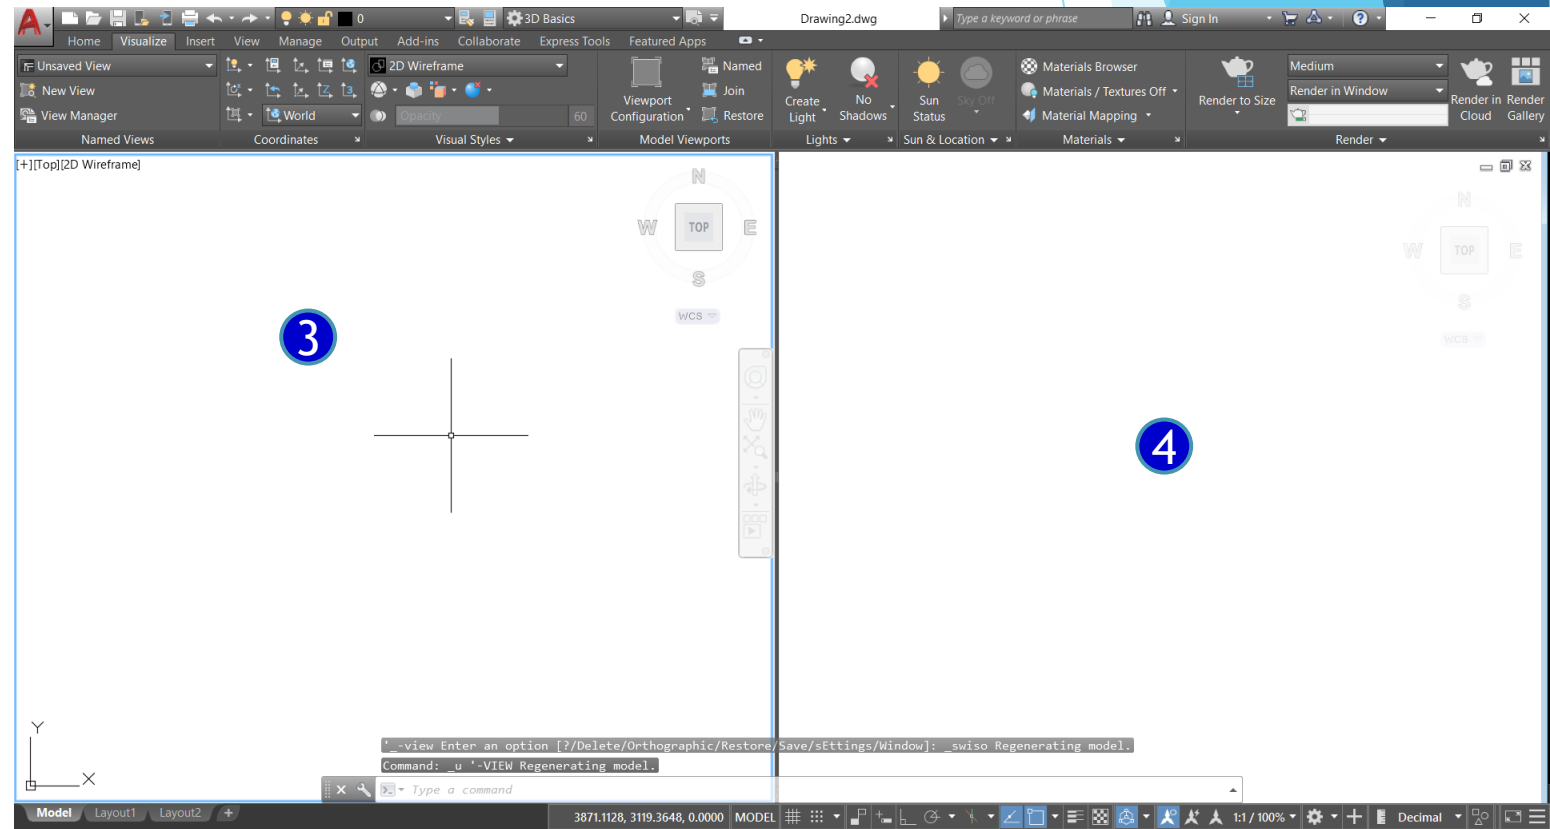 0 3D Basics Drawing2.dwg Type a keyword or phrase Sign In
Home Visualize Insert View Manage Output Add-ins Collaborate Express Tools Featured Apps
Unsaved View 2D Wireframe Named Materials Browser Medium
New View Join Materials / Textures Off Render in Window
Viewport Configuration Create Light No Shadows Sun Status Sky Off Render to Size Render in Cloud Render Gallery
View Manager World Opacity 60 Restore Material Mapping
Named Views Coordinates Visual Styles Model Viewports Lights Sun & Location Materials Render
[+][Top][2D Wireframe]
N
W TOP E
S
WCS
N
W TOP E
S
WCS
3
4
Y
X
'_-view Enter an option [?/Delete/Orthographic/Restore/Save/sEttings/Window]: _swiso Regenerating model.
Command: _u '-VIEW Regenerating model.
Type a command
Model Layout1 Layout2 + 3871.1128, 3119.3648, 0.0000 MODEL 1:1 / 100% Decimal